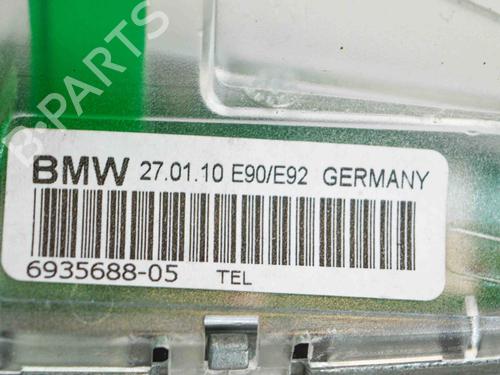 B-PARTS
BMW 27.01.10 E90/E92 GERMANY
6935688-05 TEL